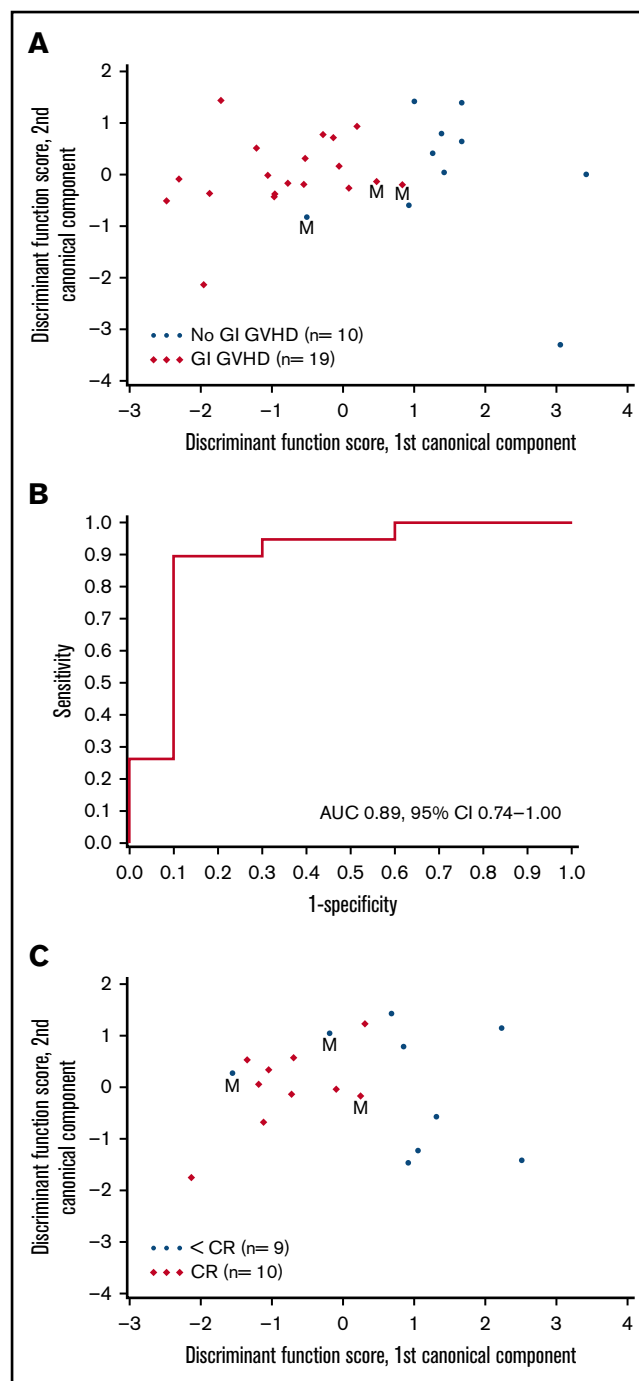 A
Discriminant function score, 2nd
canonical component
2
1
0
−1
−2
−3
−4
M
M
M
No GI GVHD (n= 10)
GI GVHD (n= 19)
−3
−2
−1
0
1
2
3
4
Discriminant function score, 1st canonical component
B
Sensitivity
1.0
0.9
0.8
0.7
0.6
0.5
0.4
0.3
0.2
0.1
0.0
AUC 0.89, 95% CI 0.74–1.00
0.0
0.1
0.2
0.3
0.4
0.5
0.6
0.7
0.8
0.9
1.0
1-specificity
C
Discriminant function score, 2nd
canonical component
2
1
0
−1
−2
−3
−4
M
M
M
< CR (n= 9)
CR (n= 10)
−3
−2
−1
0
1
2
3
4
Discriminant function score, 1st canonical component